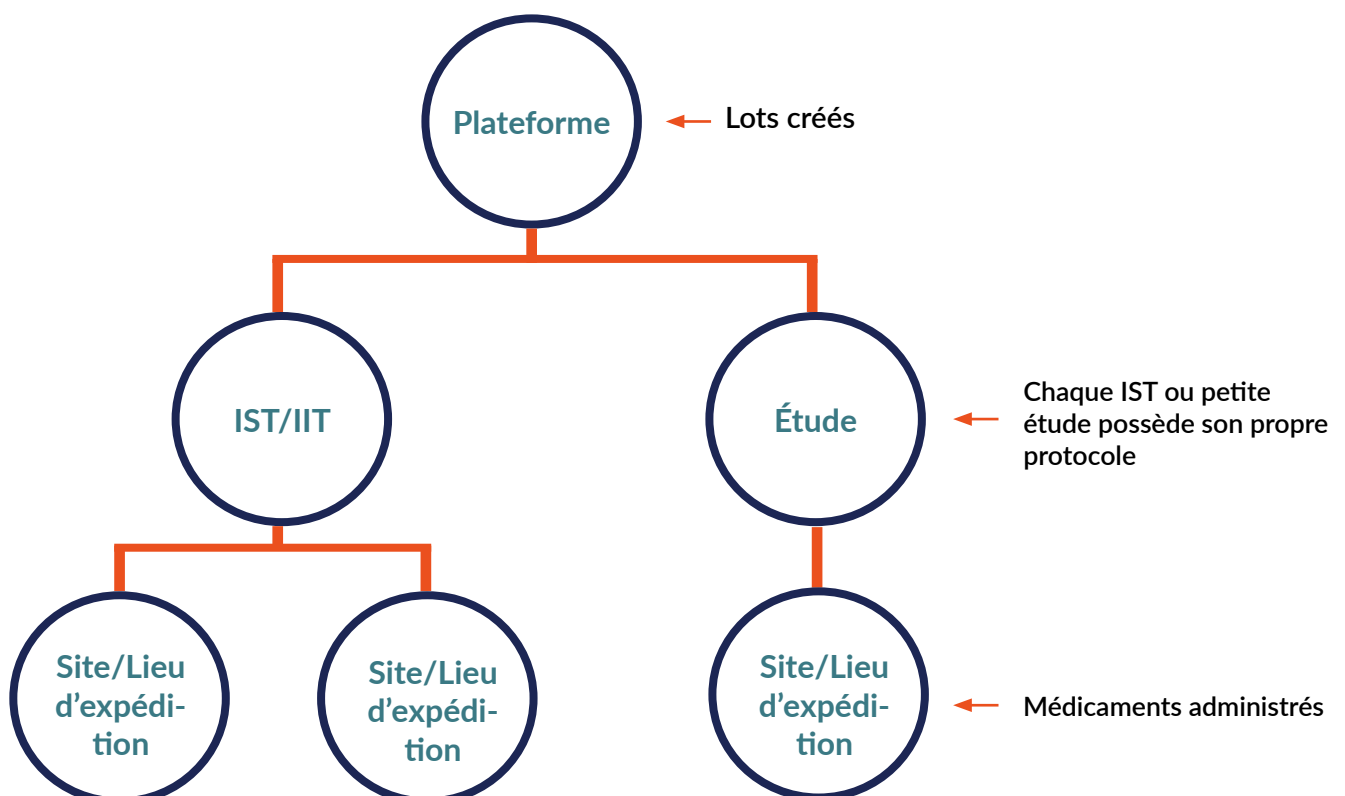 Plateforme
Lots créés
IST/IIT
Étude
Chaque IST ou petite
étude possède son propre
protocole
Site/Lieu
d’expédi-
tion
Site/Lieu
d’expédi-
tion
Site/Lieu
d’expédi-
tion
Médicaments administrés